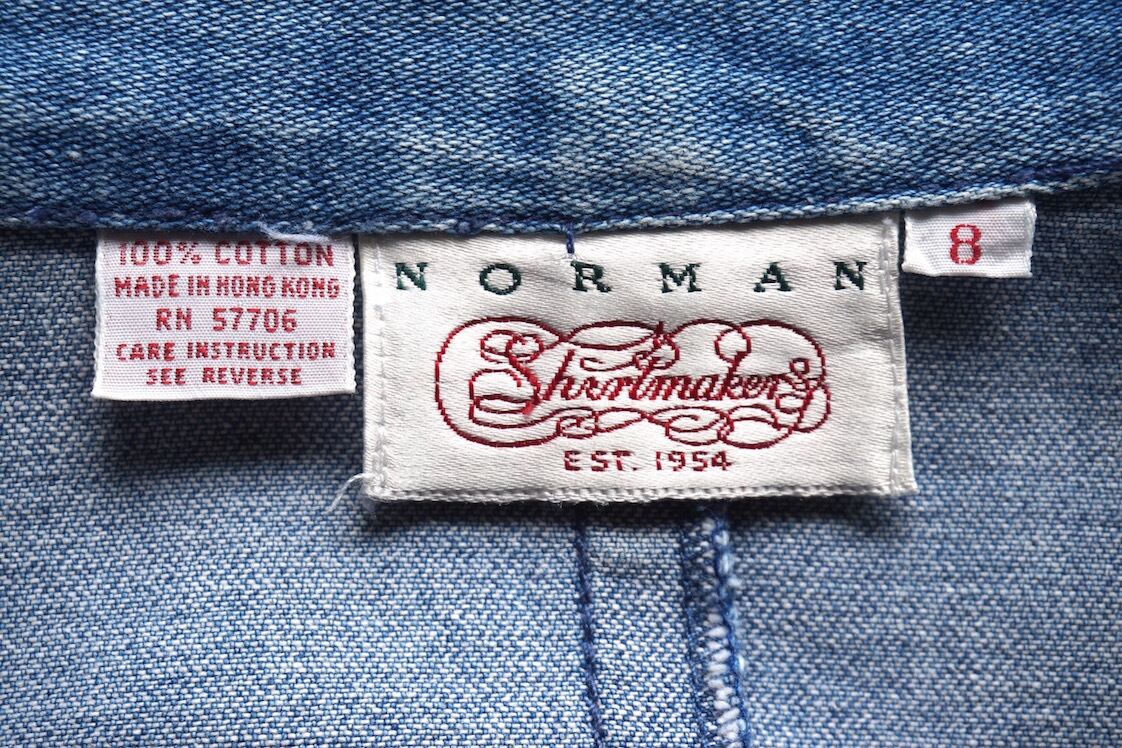 100% COTTON
MADE IN HONG KONG
RN 57706
CARE INSTRUCTION
SEE REVERSE
NORMAN
Shirtmakers
EST. 1954
8